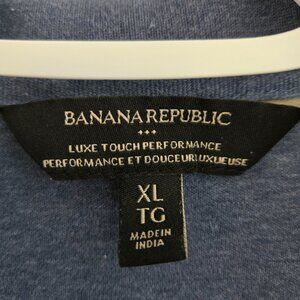 BANANA REPUBLIC
LUXE TOUCH PERFORMANCE
PERFORMANCE ET DOUCEUR LUXUEUSE
XL
TG
MADE IN
INDIA